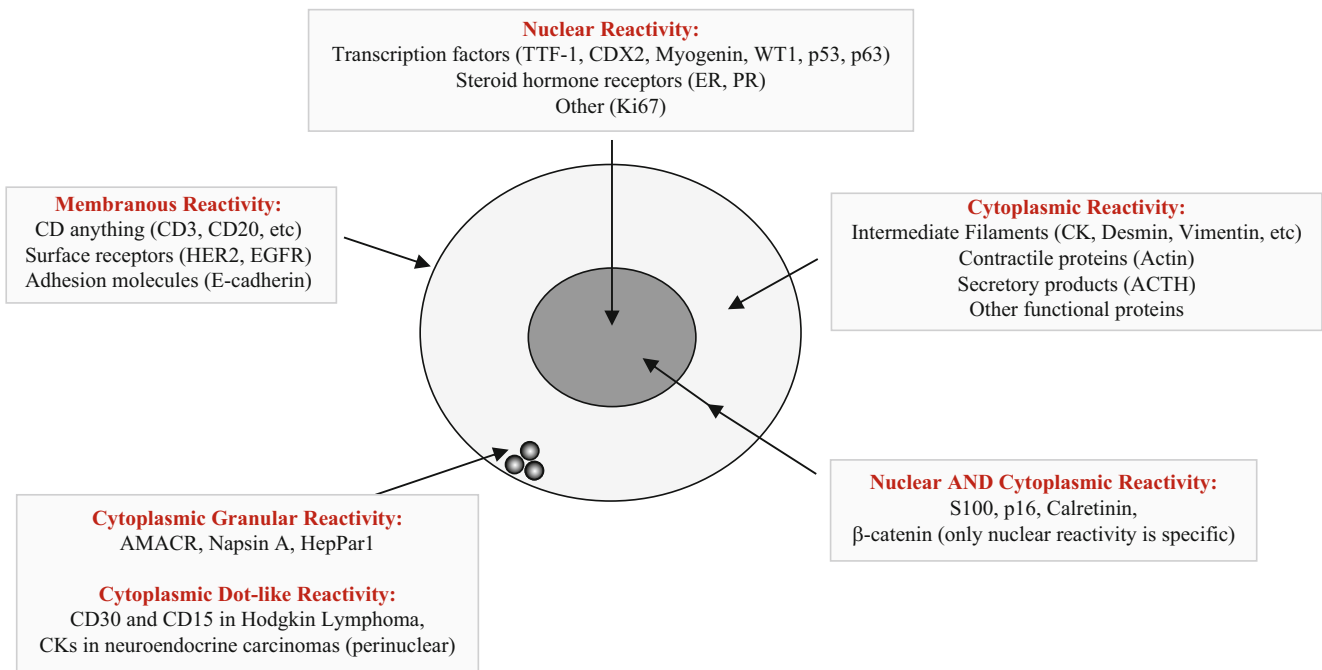 Nuclear Reactivity:
Transcription factors (TTF-1, CDX2, Myogenin, WT1, p53, p63)
Steroid hormone receptors (ER, PR)
Other (Ki67)
Membranous Reactivity:
CD anything (CD3, CD20, etc)
Surface receptors (HER2, EGFR)
Adhesion molecules (E-cadherin)
Cytoplasmic Reactivity:
Intermediate Filaments (CK, Desmin, Vimentin, etc)
Contractile proteins (Actin)
Secretory products (ACTH)
Other functional proteins
Nuclear AND Cytoplasmic Reactivity:
S100, p16, Calretinin,
β-catenin (only nuclear reactivity is specific)
Cytoplasmic Granular Reactivity:
AMACR, Napsin A, HepPar1
Cytoplasmic Dot-like Reactivity:
CD30 and CD15 in Hodgkin Lymphoma,
CKs in neuroendocrine carcinomas (perinuclear)